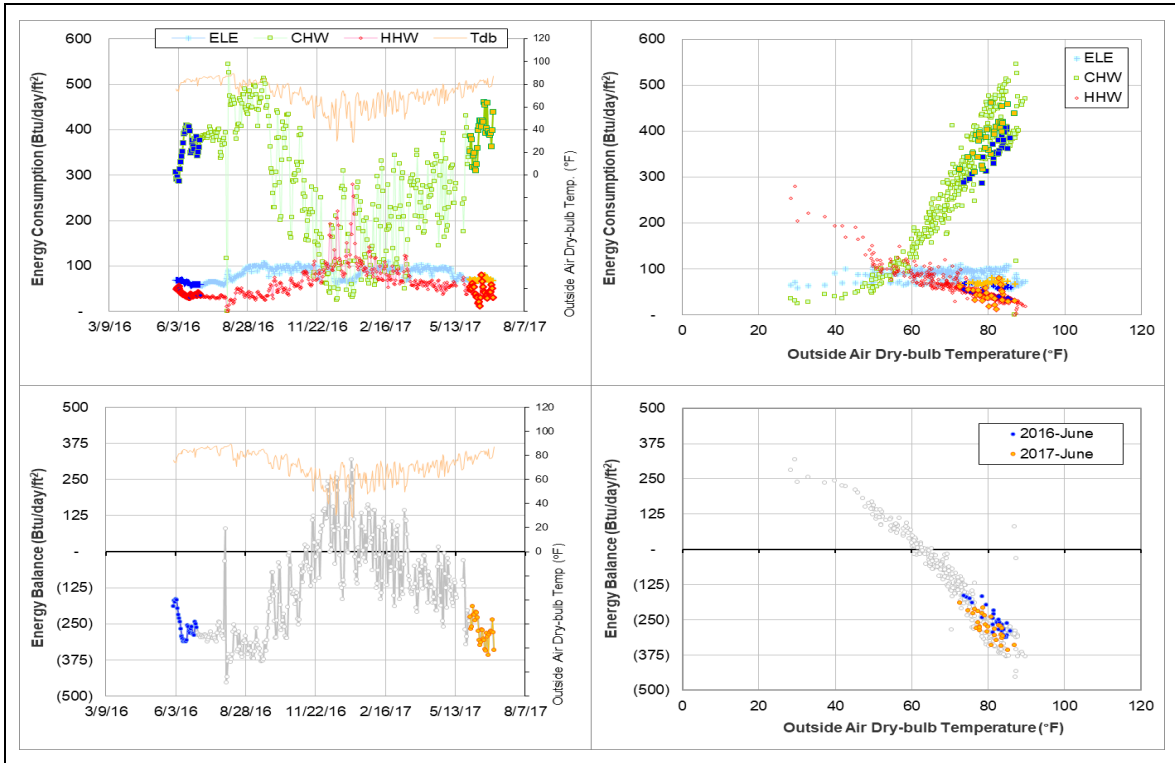 ELE CHW HHW Tdb
Energy Consumption (Btu/day/ft²)
600
500
400
300
200
100
-
120
100
80
60
40
20
0
Outside Air Dry-bulb Temp. (°F)
3/9/16 6/3/16 8/28/16 11/22/16 2/16/17 5/13/17 8/7/17
Energy Consumption (Btu/day/ft²)
600
500
400
300
200
100
-
ELE
CHW
HHW
0 20 40 60 80 100 120
Outside Air Dry-bulb Temperature (°F)
Energy Balance (Btu/day/ft²)
500
375
250
125
-
(125)
(250)
(375)
(500)
120
100
80
60
40
20
0
Outside Air Dry-bulb Temp (°F)
3/9/16 6/3/16 8/28/16 11/22/16 2/16/17 5/13/17 8/7/17
Energy Balance (Btu/day/ft²)
500
375
250
125
-
(125)
(250)
(375)
(500)
2016-June
2017-June
0 20 40 60 80 100 120
Outside Air Dry-bulb Temperature (°F)